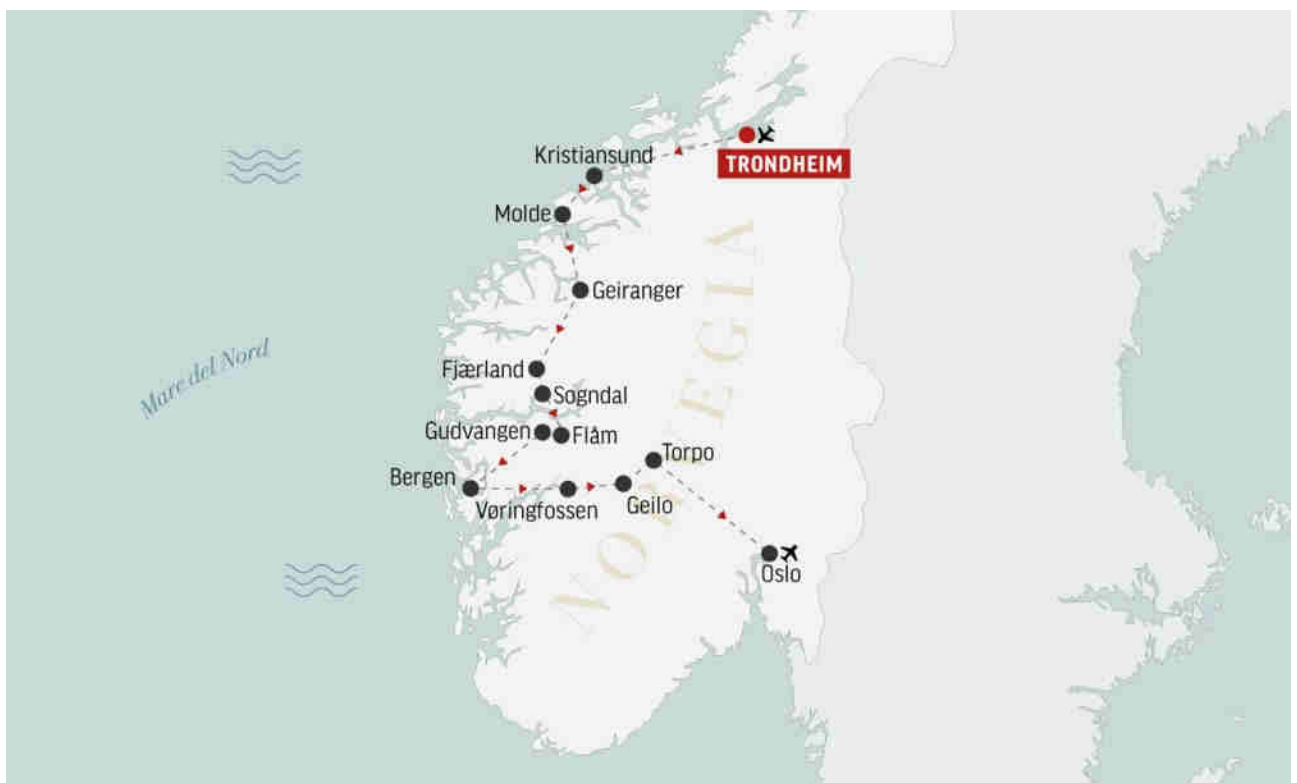 Kristiansund
TRONDHEIM
Molde
Geiranger
Mare del Nord
NORVEGIA
Fjærland
Sogndal
Gudvangen
Flåm
Torpo
Bergen
Vøringfossen
Geilo
Oslo